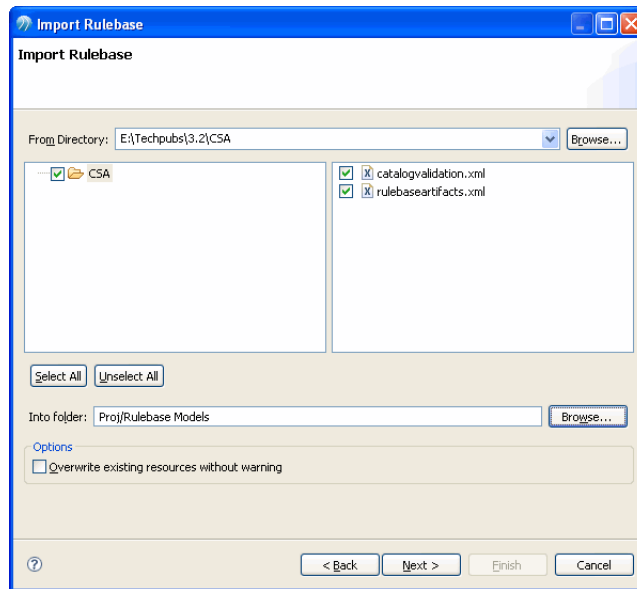 Import Rulebase
Import Rulebase
From Directory: E:\Techpubs\3.2\CSA Browse...
CSA catalogvalidation.xml
rulebaseartifacts.xml
Select All Unselect All
Into folder: Proj/Rulebase Models Browse...
Options
Overwrite existing resources without warning
? < Back Next > Finish Cancel